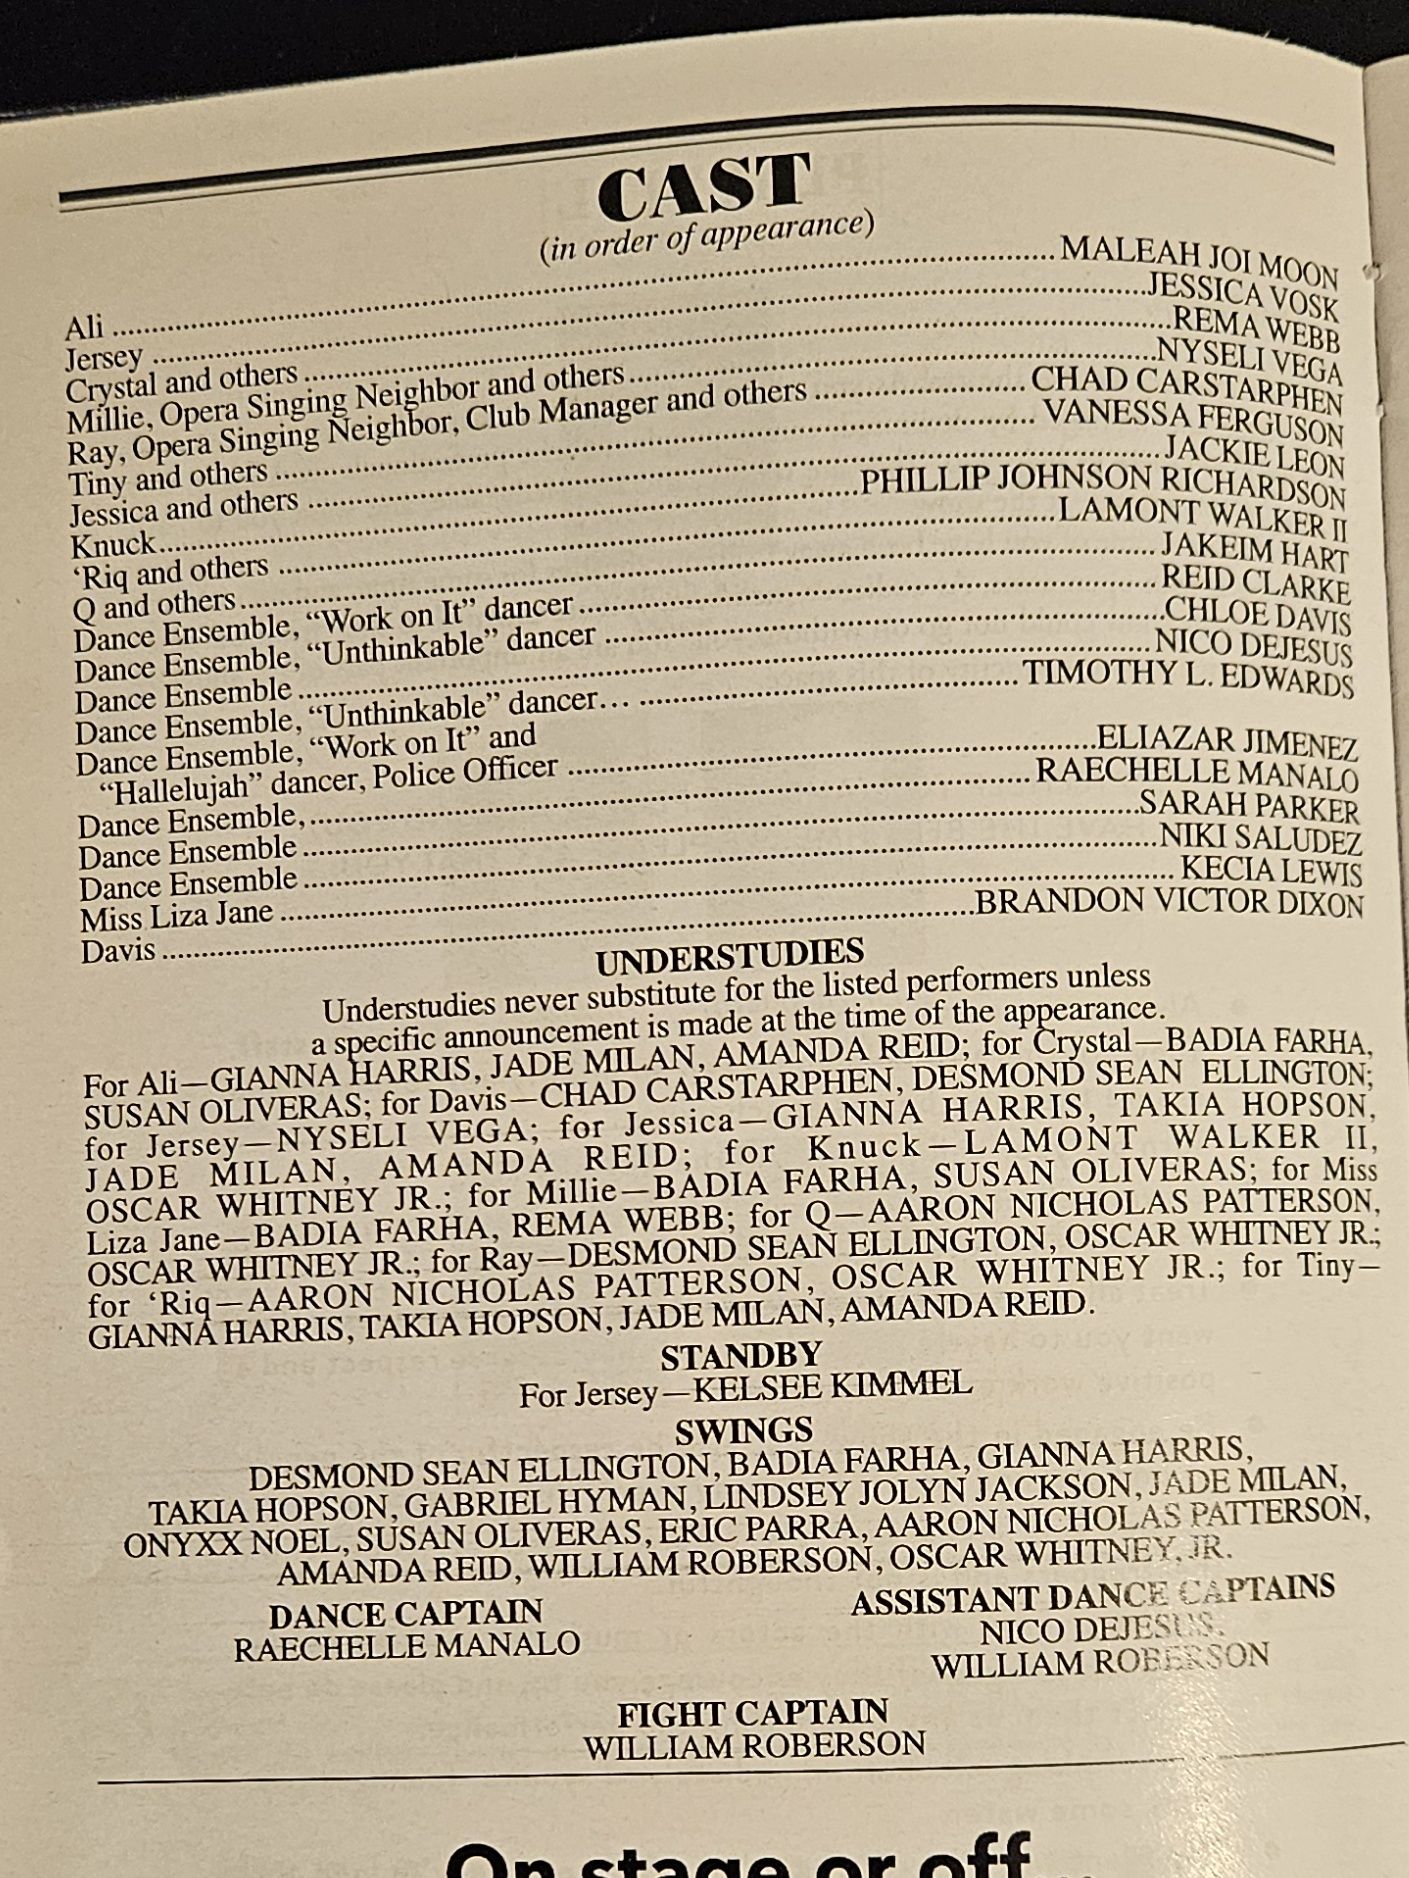 CAST
(in order of appearance)
Ali ........ MALEAH JOI MOON
Jersey ........ JESSICA VOSK
Crystal and others ........ REMA WEBB
Millie, Opera Singing Neighbor and others ........ NYSELI VEGA
Ray, Opera Singing Neighbor, Club Manager and others ........ CHAD CARSTARPHEN
Tiny and others ........ VANESSA FERGUSON
Jessica and others ........ JACKIE LEON
Knuck ........ PHILLIP JOHNSON RICHARDSON
‘Riq and others ........ LAMONT WALKER II
Q and others ........ JAKEIM HART
Dance Ensemble, “Work on It” dancer ........ REID CLARKE
Dance Ensemble, “Unthinkable” dancer ........ CHLOE DAVIS
Dance Ensemble ........ NICO DEJESUS
Dance Ensemble, “Unthinkable” dancer... ........ TIMOTHY L. EDWARDS
Dance Ensemble, “Work on It” and
“Hallelujah” dancer, Police Officer ........ ELIAZAR JIMENEZ
Dance Ensemble, ........ RAECHELLE MANALO
Dance Ensemble ........ SARAH PARKER
Dance Ensemble ........ NIKI SALUDEZ
Miss Liza Jane ........ KECIA LEWIS
Davis ........ BRANDON VICTOR DIXON
UNDERSTUDIES
Understudies never substitute for the listed performers unless
a specific announcement is made at the time of the appearance.
For Ali—GIANNA HARRIS, JADE MILAN, AMANDA REID; for Crystal—BADIA FARHA,
SUSAN OLIVERAS; for Davis—CHAD CARSTARPHEN, DESMOND SEAN ELLINGTON;
for Jersey—NYSELI VEGA; for Jessica—GIANNA HARRIS, TAKIA HOPSON,
JADE MILAN, AMANDA REID; for Knuck—LAMONT WALKER II,
OSCAR WHITNEY JR.; for Millie—BADIA FARHA, SUSAN OLIVERAS; for Miss
Liza Jane—BADIA FARHA, REMA WEBB; for Q—AARON NICHOLAS PATTERSON,
OSCAR WHITNEY JR.; for Ray—DESMOND SEAN ELLINGTON, OSCAR WHITNEY JR.;
for ‘Riq—AARON NICHOLAS PATTERSON, OSCAR WHITNEY JR.; for Tiny—
GIANNA HARRIS, TAKIA HOPSON, JADE MILAN, AMANDA REID.
STANDBY
For Jersey—KELSEE KIMMEL
SWINGS
DESMOND SEAN ELLINGTON, BADIA FARHA, GIANNA HARRIS,
TAKIA HOPSON, GABRIEL HYMAN, LINDSEY JOLYN JACKSON, JADE MILAN,
ONYXX NOEL, SUSAN OLIVERAS, ERIC PARRA, AARON NICHOLAS PATTERSON,
AMANDA REID, WILLIAM ROBERSON, OSCAR WHITNEY, JR.
DANCE CAPTAIN
RAECHELLE MANALO
ASSISTANT DANCE CAPTAINS
NICO DEJESUS,
WILLIAM ROBERSON
FIGHT CAPTAIN
WILLIAM ROBERSON
On stage or off...